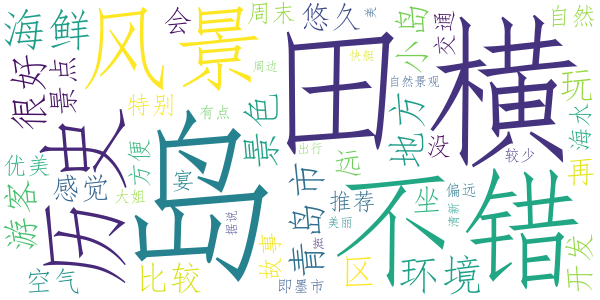 海鲜
风景
会
周末
悠久
美
小岛
交通
自然
很好
景点
周边
快艇
田
横
自然景观
玩
特别
有点
景色
地方
海水
历史
岛
优美
方便
出行
没
较少
远
再
游客
感觉
大姐
宴
青岛市
推荐
坐
偏远
不错
据说
美丽
清新
故事
空气
比较
即墨市
区
环境
开发